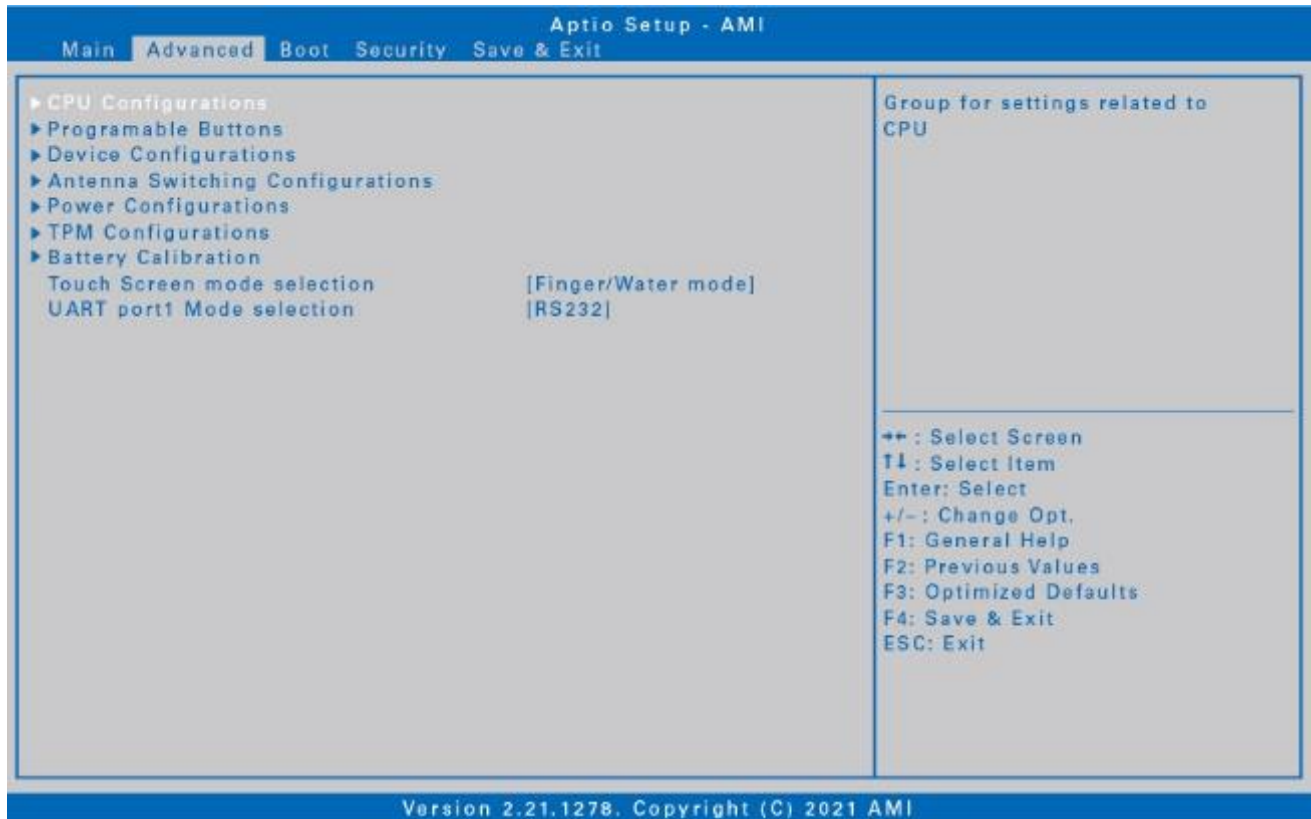 Aptio Setup - AMI
Main Advanced Boot Security Save & Exit
▶ CPU Configurations
▶ Programable Buttons
▶ Device Configurations
▶ Antenna Switching Configurations
▶ Power Configurations
▶ TPM Configurations
▶ Battery Calibration
Touch Screen mode selection [Finger/Water mode]
UART port1 Mode selection |RS232|
Group for settings related to
CPU
→← : Select Screen
↑↓ : Select Item
Enter: Select
+/– : Change Opt.
F1: General Help
F2: Previous Values
F3: Optimized Defaults
F4: Save & Exit
ESC: Exit
Version 2.21.1278. Copyright (C) 2021 AMI